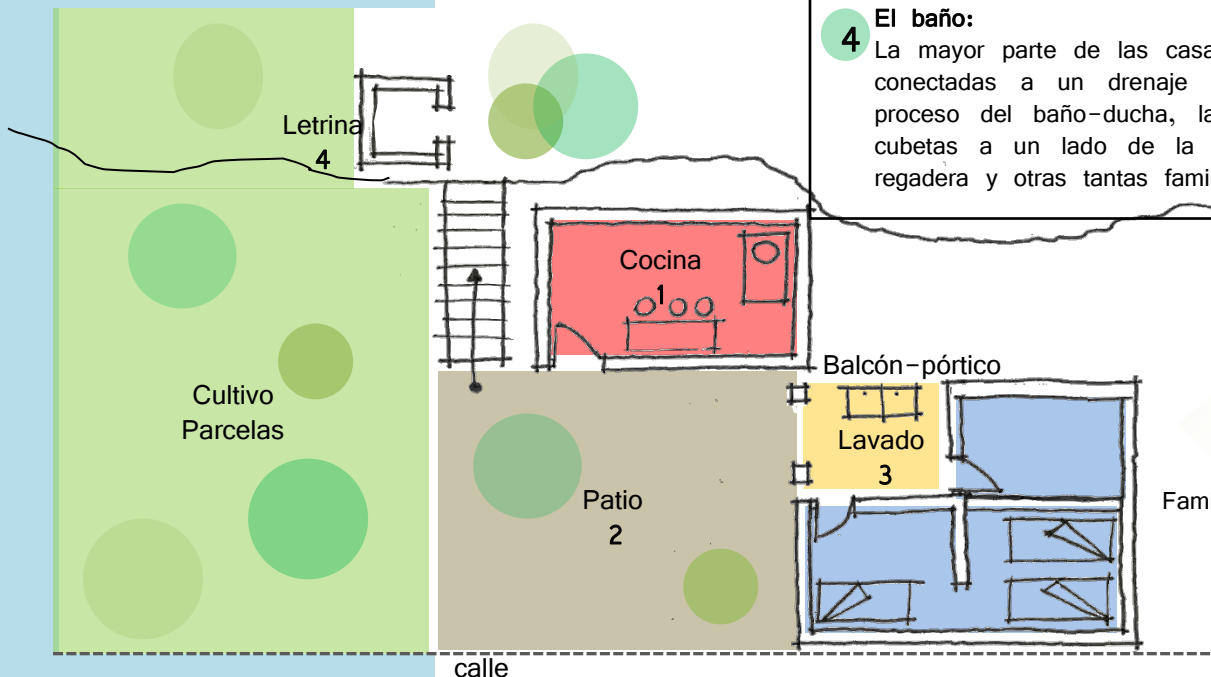 4
El baño:
La mayor parte de las casa
conectadas a un drenaje
proceso del baño-ducha, la
cubetas a un lado de la
regadera y otras tantas fami
Letrina
4
Cocina
1
Balcón-pórtico
Lavado
3
Cultivo
Parcelas
Patio
2
Fam
calle